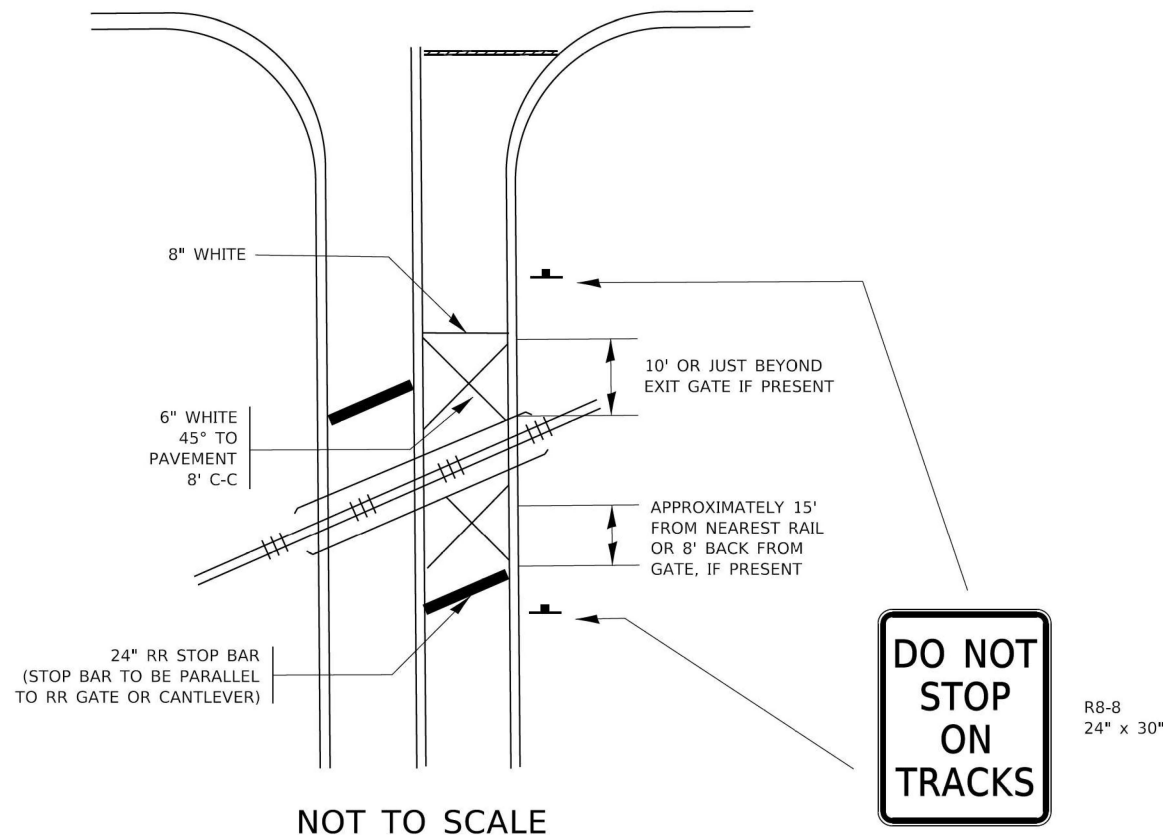 8" WHITE
6" WHITE
45° TO
PAVEMENT
8' C-C
10' OR JUST BEYOND
EXIT GATE IF PRESENT
APPROXIMATELY 15'
FROM NEAREST RAIL
OR 8' BACK FROM
GATE, IF PRESENT
24" RR STOP BAR
(STOP BAR TO BE PARALLEL
TO RR GATE OR CANTLEVER)
DO NOT
STOP
ON
TRACKS
R8-8
24" x 30"
NOT TO SCALE